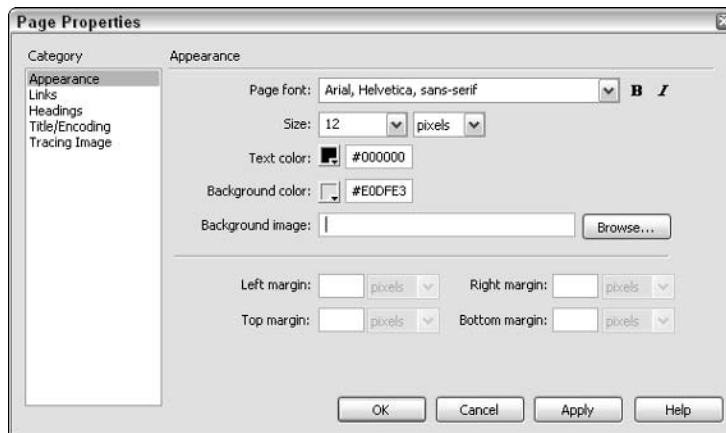 Page Properties
Category
Appearance
Links
Headings
Title/Encoding
Tracing Image
Appearance
Page font: Arial, Helvetica, sans-serif B I
Size: 12 pixels
Text color: #000000
Background color: #E0DFE3
Background image: Browse...
Left margin: pixels Right margin: pixels
Top margin: pixels Bottom margin: pixels
OK Cancel Apply Help